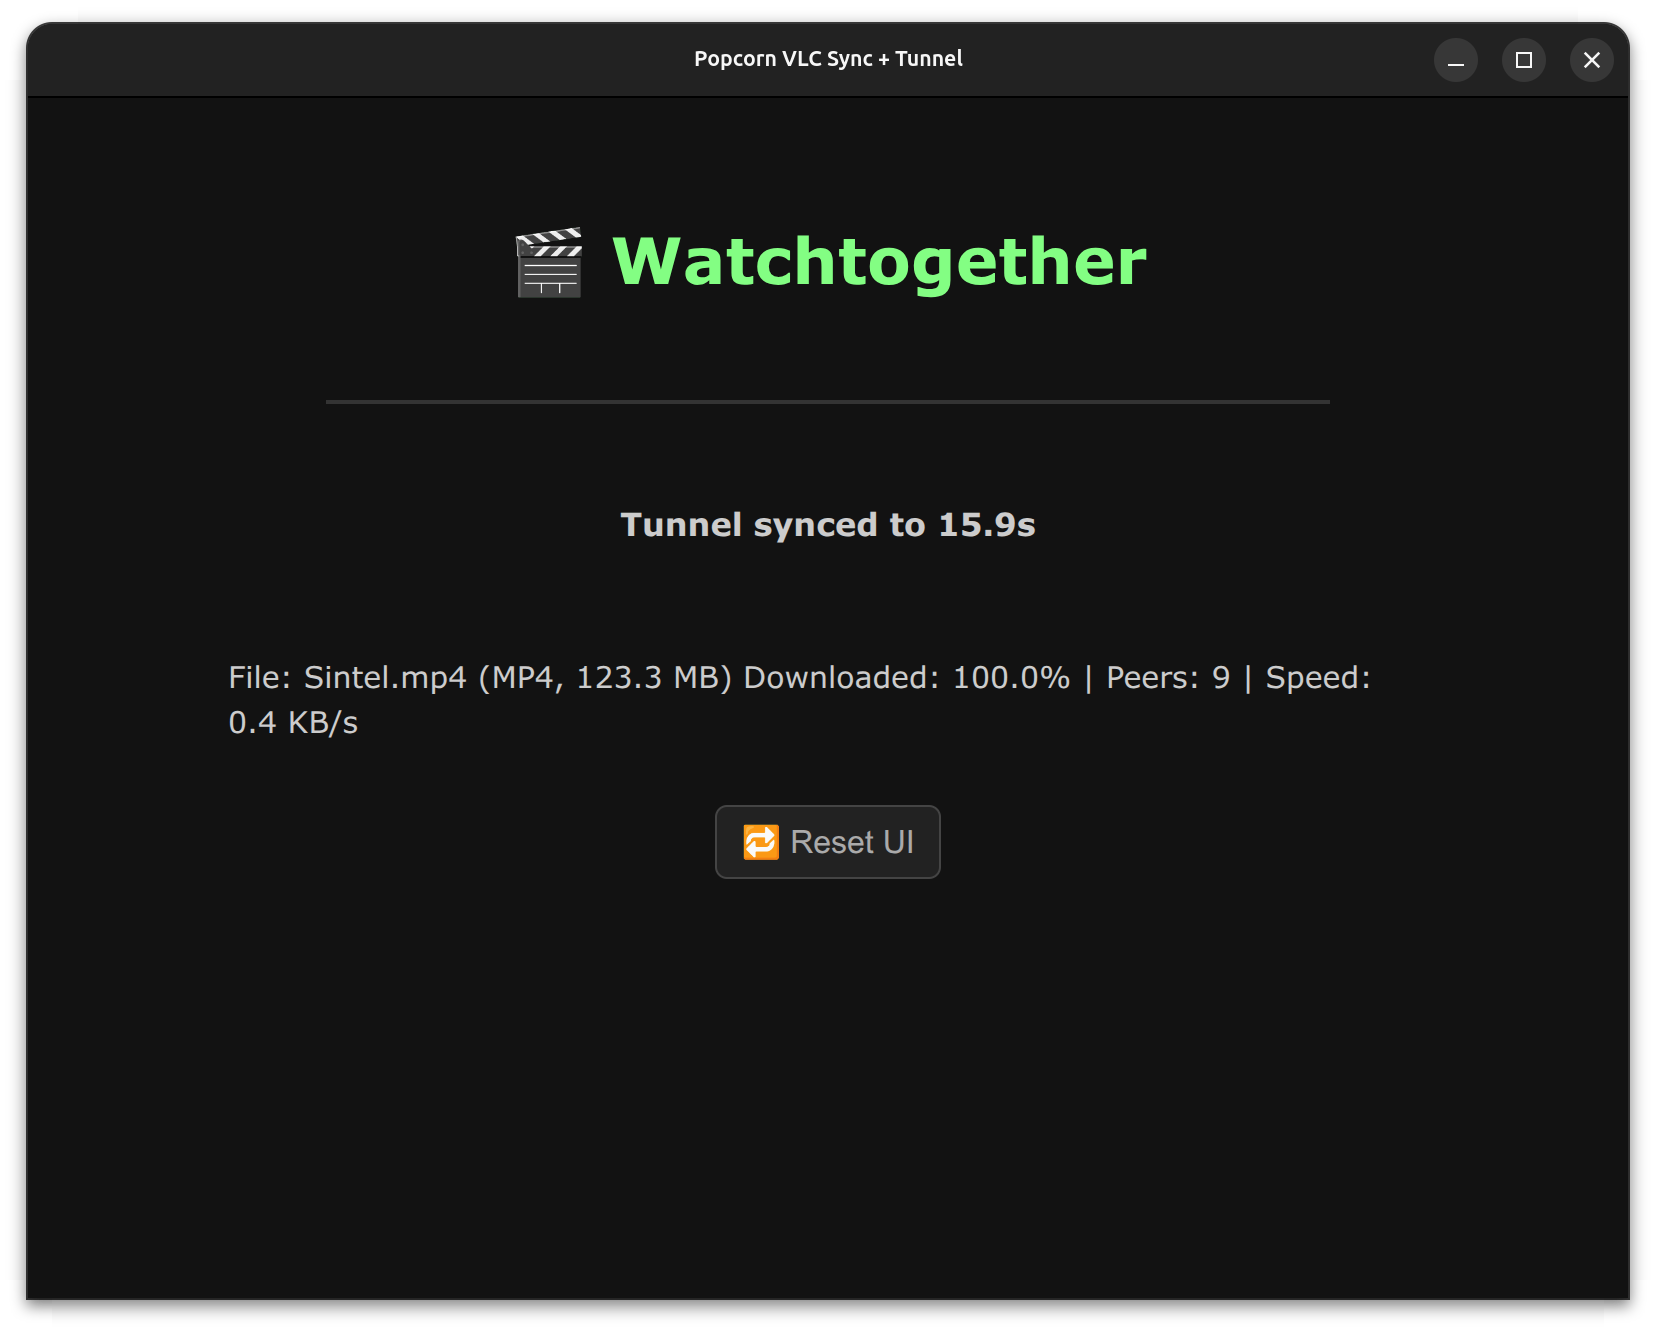 Popcorn VLC Sync + Tunnel
🎬 Watchtogether
Tunnel synced to 15.9s
File: Sintel.mp4 (MP4, 123.3 MB) Downloaded: 100.0% | Peers: 9 | Speed:
0.4 KB/s
🔁 Reset UI